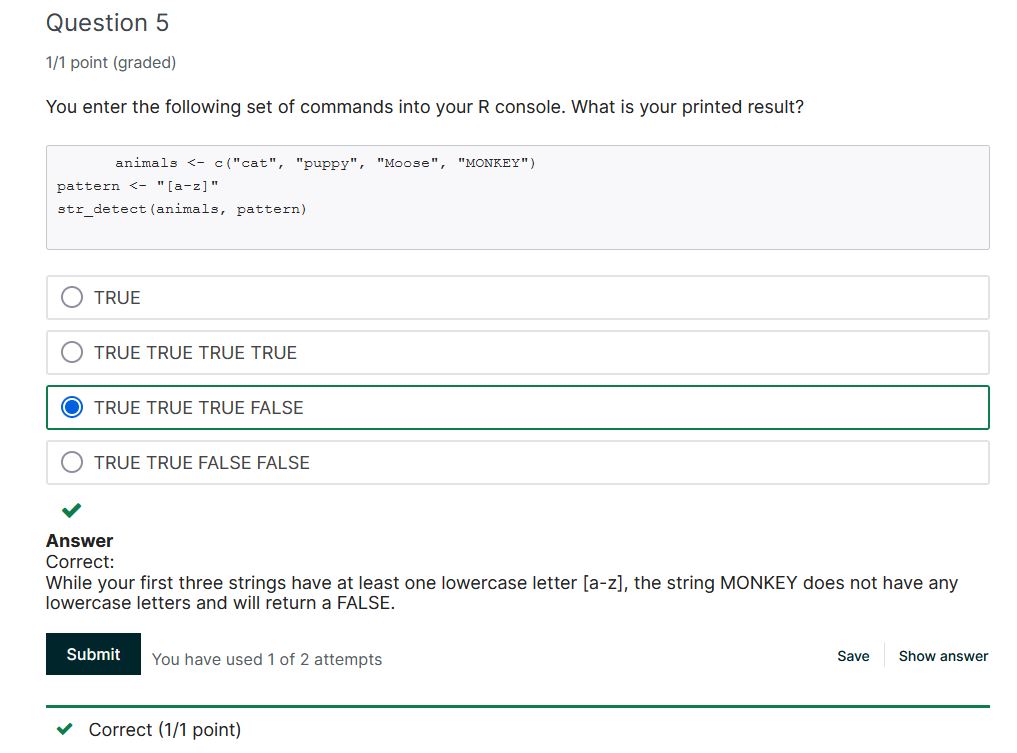 Question 5
1/1 point (graded)
You enter the following set of commands into your R console. What is your printed result?
animals <- c("cat", "puppy", "Moose", "MONKEY")
pattern <- "[a-z]"
str_detect(animals, pattern)
TRUE
TRUE TRUE TRUE TRUE
TRUE TRUE TRUE FALSE
TRUE TRUE FALSE FALSE
Answer
Correct:
While your first three strings have at least one lowercase letter [a-z], the string MONKEY does not have any
lowercase letters and will return a FALSE.
Submit You have used 1 of 2 attempts Save Show answer
Correct (1/1 point)